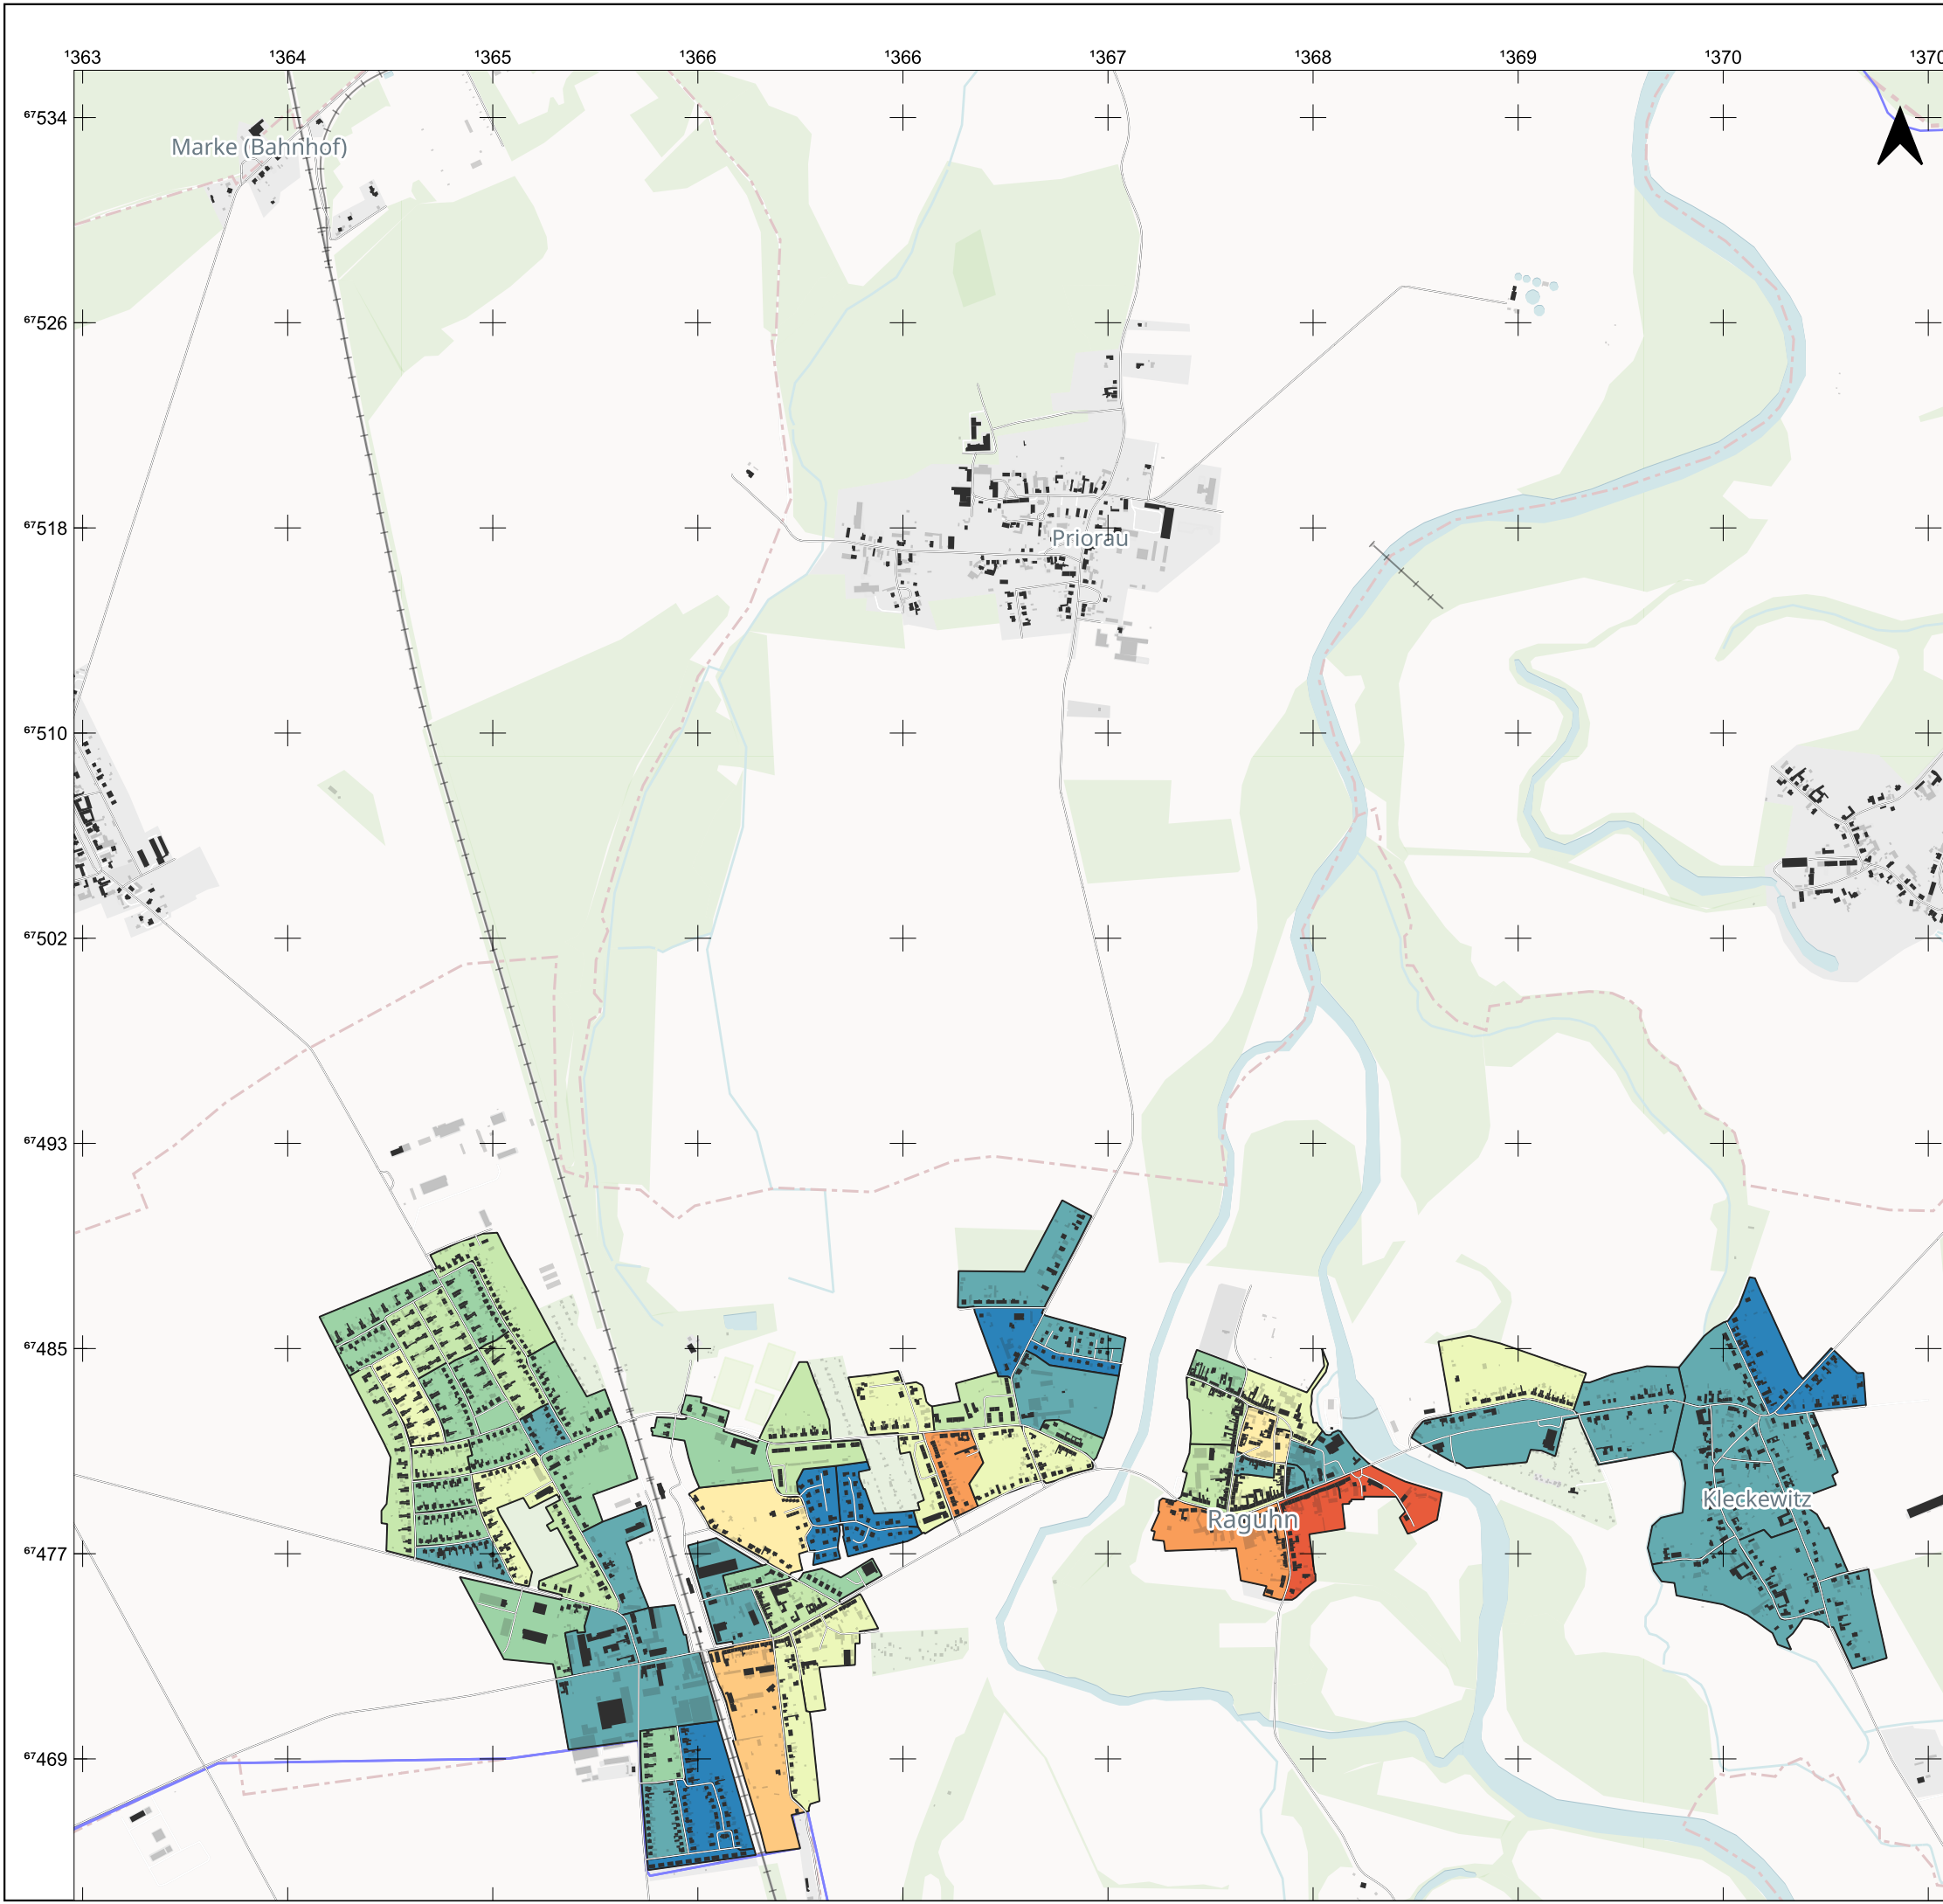 ¹363 ¹364 ¹365 ¹366 ¹366 ¹367 ¹368 ¹369 ¹370 ¹370
⁶⁷534
Marke (Bahnhof)
⁶⁷526
⁶⁷518
Priorau
⁶⁷510
⁶⁷502
⁶⁷493
⁶⁷485
Kleckewitz
Raguhn
⁶⁷477
⁶⁷469